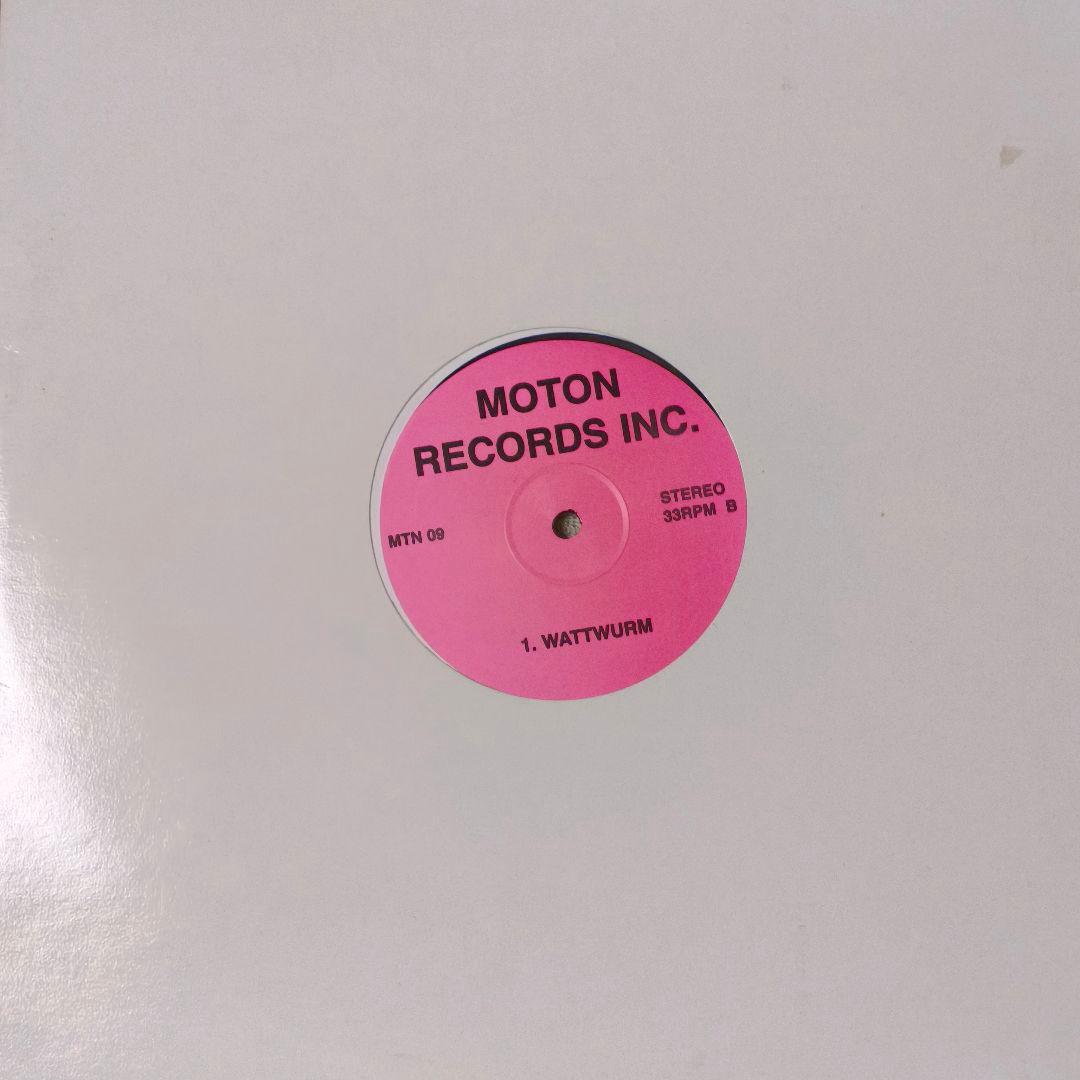 MOTON
RECORDS INC.
STEREO
33RPM B
MTN 09
1. WATTWURM